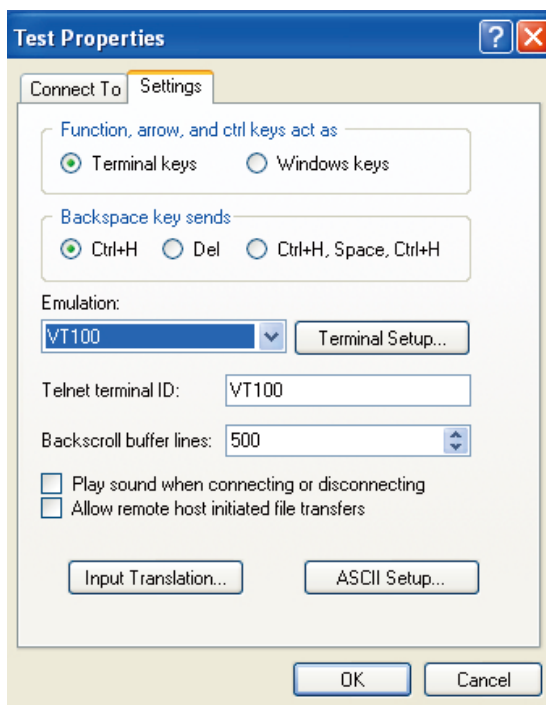 Test Properties
Connect To Settings
Function, arrow, and ctrl keys act as
Terminal keys Windows keys
Backspace key sends
Ctrl+H Del Ctrl+H, Space, Ctrl+H
Emulation:
VT100 Terminal Setup...
Telnet terminal ID: VT100
Backscroll buffer lines: 500
Play sound when connecting or disconnecting
Allow remote host initiated file transfers
Input Translation... ASCII Setup...
OK Cancel